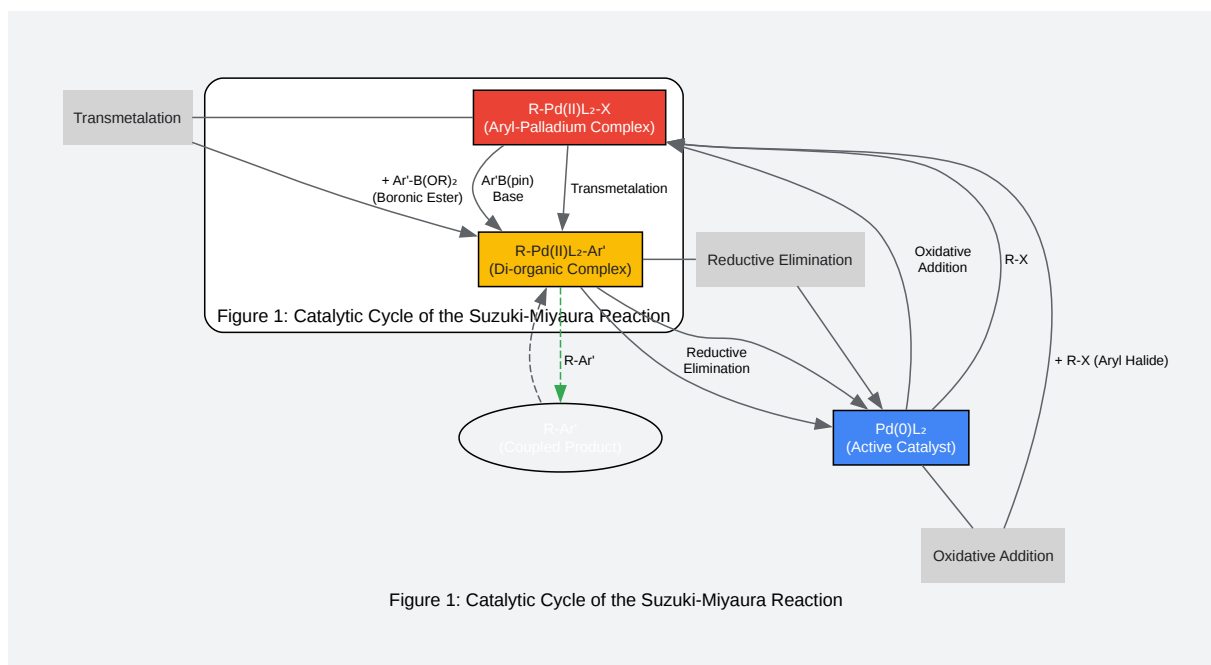 R-Pd(II)L₂-X
(Aryl-Palladium Complex)
Transmetalation
+ Ar'-B(OR)₂
(Boronic Ester)
Ar'B(pin)
Base
Transmetalation
R-Pd(II)L₂-Ar'
(Di-organic Complex)
Reductive Elimination
Oxidative
Addition
R-X
Figure 1: Catalytic Cycle of the Suzuki-Miyaura Reaction
R-Ar'
Reductive
Elimination
+ R-X (Aryl Halide)
R-Ar'
(Coupled Product)
Pd(0)L₂
(Active Catalyst)
Oxidative Addition
Figure 1: Catalytic Cycle of the Suzuki-Miyaura Reaction